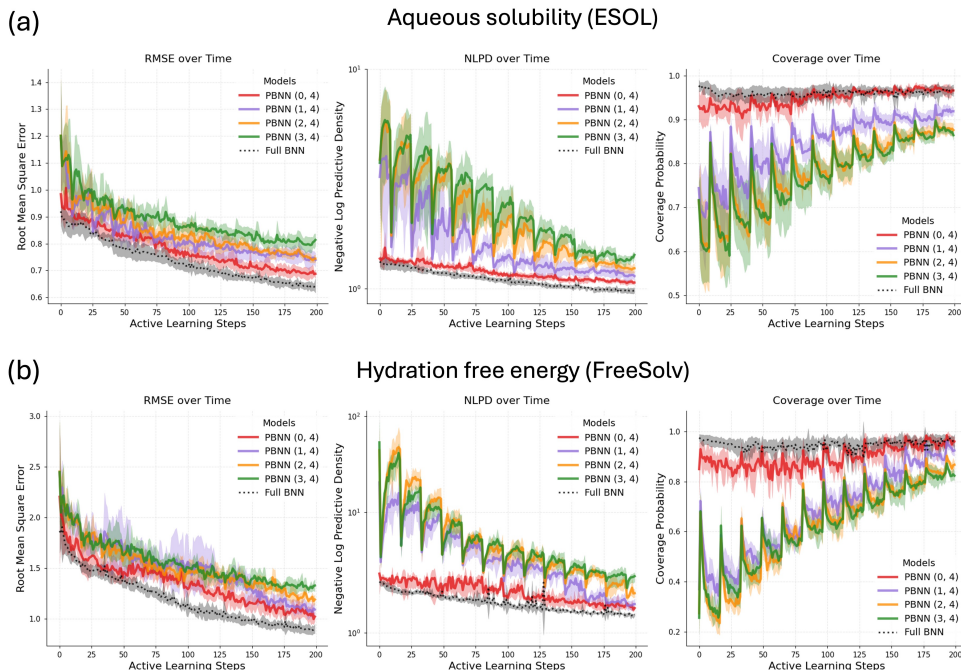 (a)
Aqueous solubility (ESOL)
RMSE over Time
Root Mean Square Error
1.4
1.3
1.2
1.1
1.0
0.9
0.8
0.7
0.6
Models
PBNN (0, 4)
PBNN (1, 4)
PBNN (2, 4)
PBNN (3, 4)
Full BNN
0 25 50 75 100 125 150 175 200
Active Learning Steps
NLPD over Time
Negative Log Predictive Density
10¹
10⁰
Models
PBNN (0, 4)
PBNN (1, 4)
PBNN (2, 4)
PBNN (3, 4)
Full BNN
0 25 50 75 100 125 150 175 200
Active Learning Steps
Coverage over Time
Coverage Probability
1.0
0.9
0.8
0.7
0.6
0.5
Models
PBNN (0, 4)
PBNN (1, 4)
PBNN (2, 4)
PBNN (3, 4)
Full BNN
0 25 50 75 100 125 150 175 200
Active Learning Steps
(b)
Hydration free energy (FreeSolv)
RMSE over Time
Root Mean Square Error
3.0
2.5
2.0
1.5
1.0
Models
PBNN (0, 4)
PBNN (1, 4)
PBNN (2, 4)
PBNN (3, 4)
Full BNN
0 25 50 75 100 125 150 175 200
Active Learning Steps
NLPD over Time
Negative Log Predictive Density
10²
10¹
10⁰
Models
PBNN (0, 4)
PBNN (1, 4)
PBNN (2, 4)
PBNN (3, 4)
Full BNN
0 25 50 75 100 125 150 175 200
Active Learning Steps
Coverage over Time
Coverage Probability
1.0
0.8
0.6
0.4
0.2
Models
PBNN (0, 4)
PBNN (1, 4)
PBNN (2, 4)
PBNN (3, 4)
Full BNN
0 25 50 75 100 125 150 175 200
Active Learning Steps